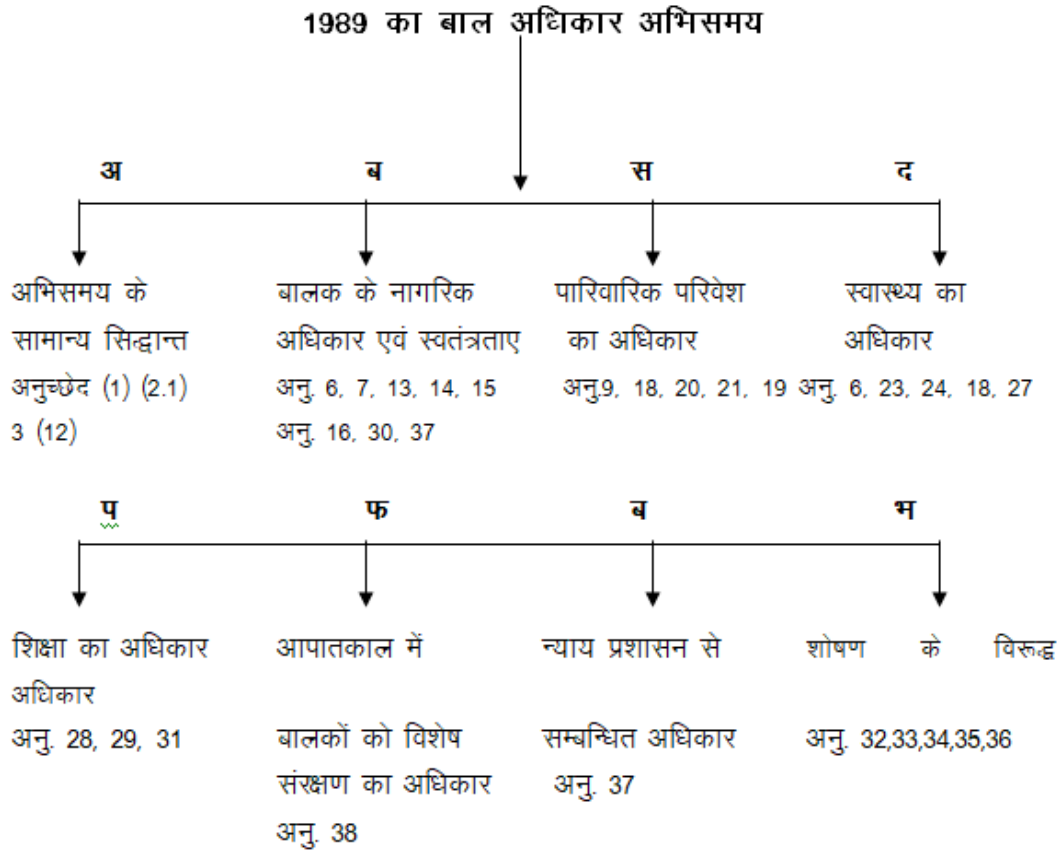 1989 का बाल अधिकार अभिसमय
अ ब स द
अभिसमय के
सामान्य सिद्वान्त
अनुच्छेद (1) (2.1)
3 (12)
बालक के नागरिक
अधिकार एवं स्वतंत्रताए
अनु. 6, 7, 13, 14, 15
अनु. 16, 30, 37
पारिवारिक परिवेश
का अधिकार
अनु.9, 18, 20, 21, 19
स्वास्थ्य का
अधिकार
अनु. 6, 23, 24, 18, 27
प फ ब भ
शिक्षा का अधिकार
अधिकार
अनु. 28, 29, 31
आपातकाल में
बालकों को विशेष
संरक्षण का अधिकार
अनु. 38
न्याय प्रशासन से
सम्बन्धित अधिकार
अनु. 37
शोषण के विरूद्व
अनु. 32,33,34,35,36